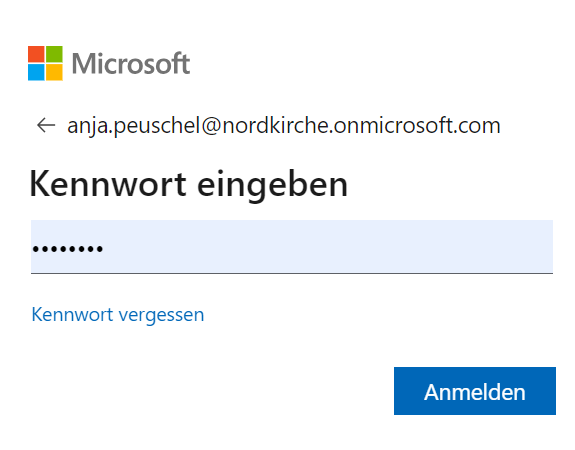 Microsoft
← anja.peuschel@nordkirche.onmicrosoft.com
Kennwort eingeben
••••••••
Kennwort vergessen
Anmelden